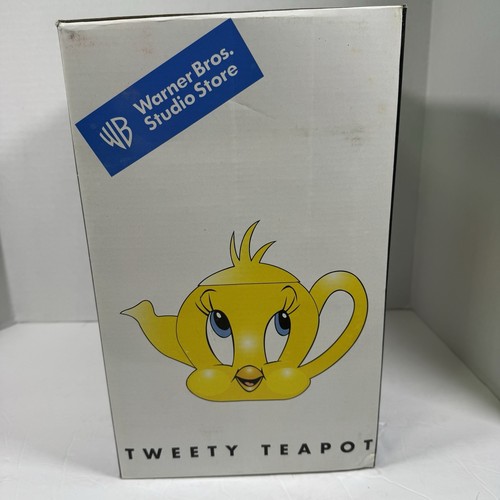 WB Warner Bros.
Studio Store
TWEETY TEAPOT